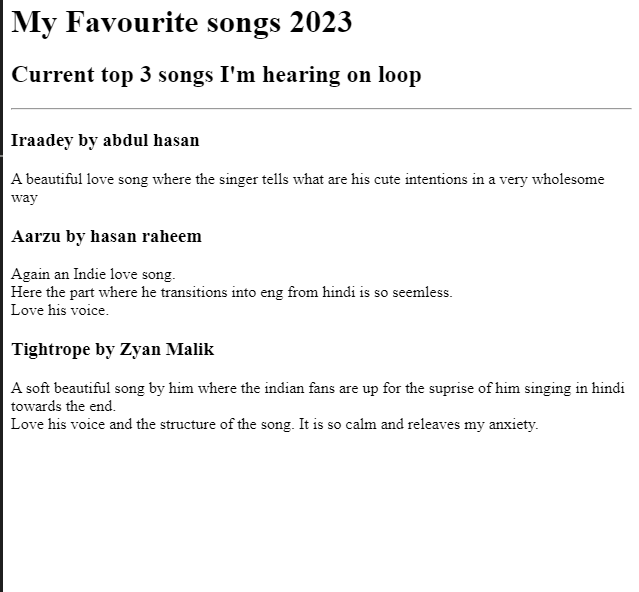 My Favourite songs 2023
Current top 3 songs I'm hearing on loop
Iraadey by abdul hasan
A beautiful love song where the singer tells what are his cute intentions in a very wholesome
way
Aarzu by hasan raheem
Again an Indie love song.
Here the part where he transitions into eng from hindi is so seemless.
Love his voice.
Tightrope by Zyan Malik
A soft beautiful song by him where the indian fans are up for the suprise of him singing in hindi
towards the end.
Love his voice and the structure of the song. It is so calm and releaves my anxiety.